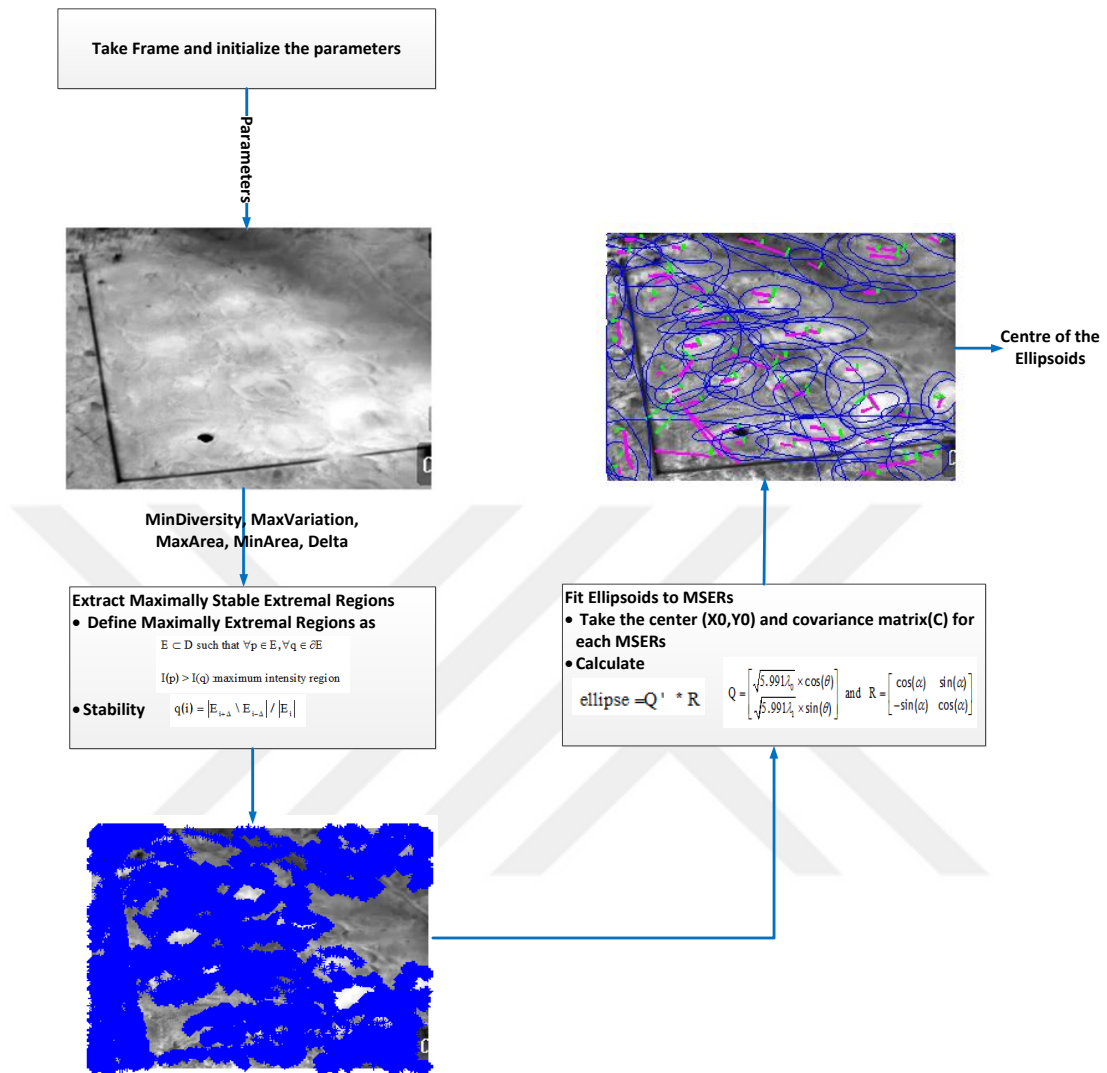 Take Frame and initialize the parameters
Parameters
MinDiversity, MaxVariation,
MaxArea, MinArea, Delta
Extract Maximally Stable Extremal Regions
• Define Maximally Extremal Regions as
E ⊂ D such that ∀p ∈ E, ∀q ∈ ∂E
I(p) > I(q) maximum intensity region
• Stability q(i) = |E_{i+Δ} \ E_{i-Δ}| / |E_i|
Fit Ellipsoids to MSERs
• Take the center (X0,Y0) and covariance matrix(C) for
each MSERs
• Calculate
ellipse =Q' * R
Q = [√5.991λ_0 × cos(θ) √5.991λ_1 × sin(θ)] and R = [cos(α) sin(α) −sin(α) cos(α)]
Centre of the
Ellipsoids